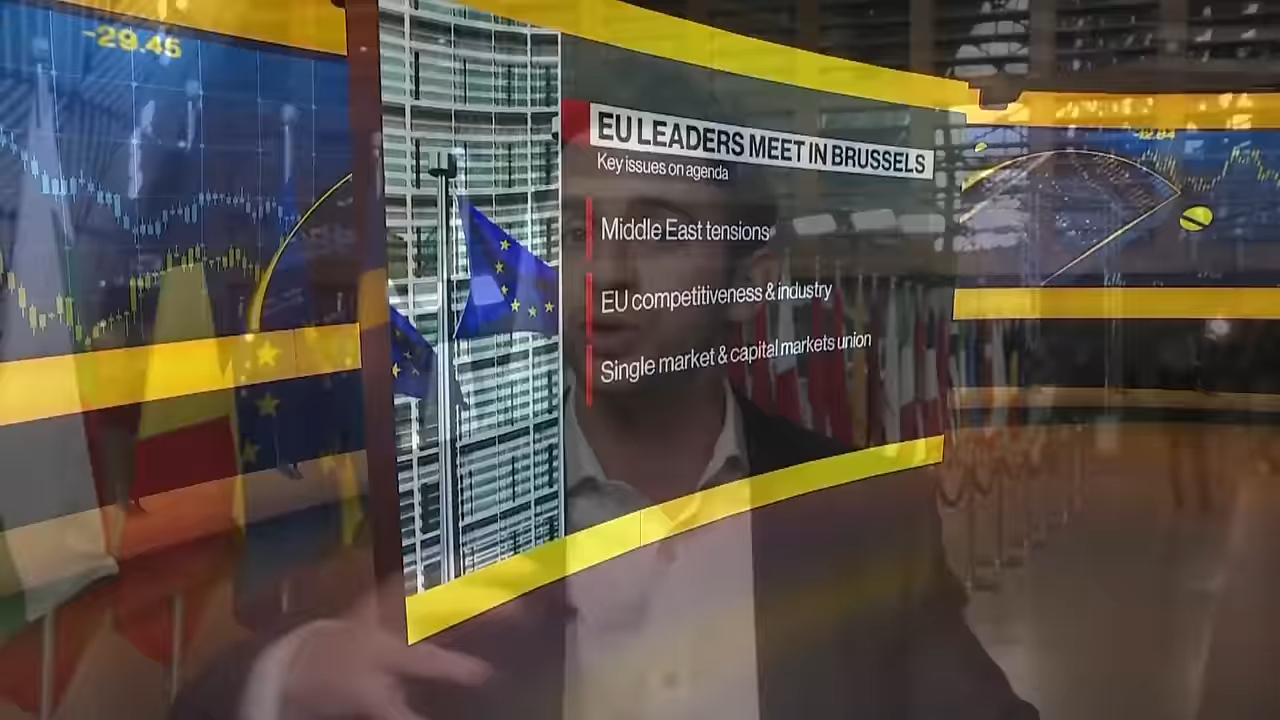 -29.45
EU LEADERS MEET IN BRUSSELS
Key issues on agenda
Middle East tensions
EU competitiveness & industry
Single market & capital markets union